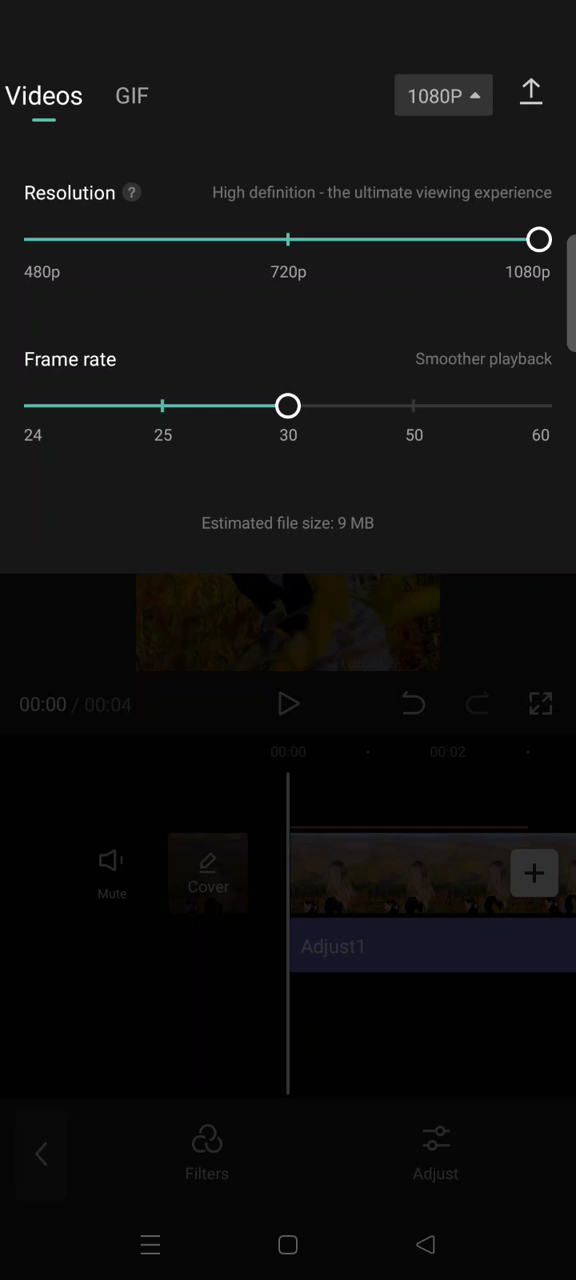 Videos GIF 1080P
Resolution ? High definition - the ultimate viewing experience
480p 720p 1080p
Frame rate Smoother playback
24 25 30 50 60
Estimated file size: 9 MB
00:00 / 00:04
00:00 00:02
Mute
Cover
Adjust1
Filters
Adjust